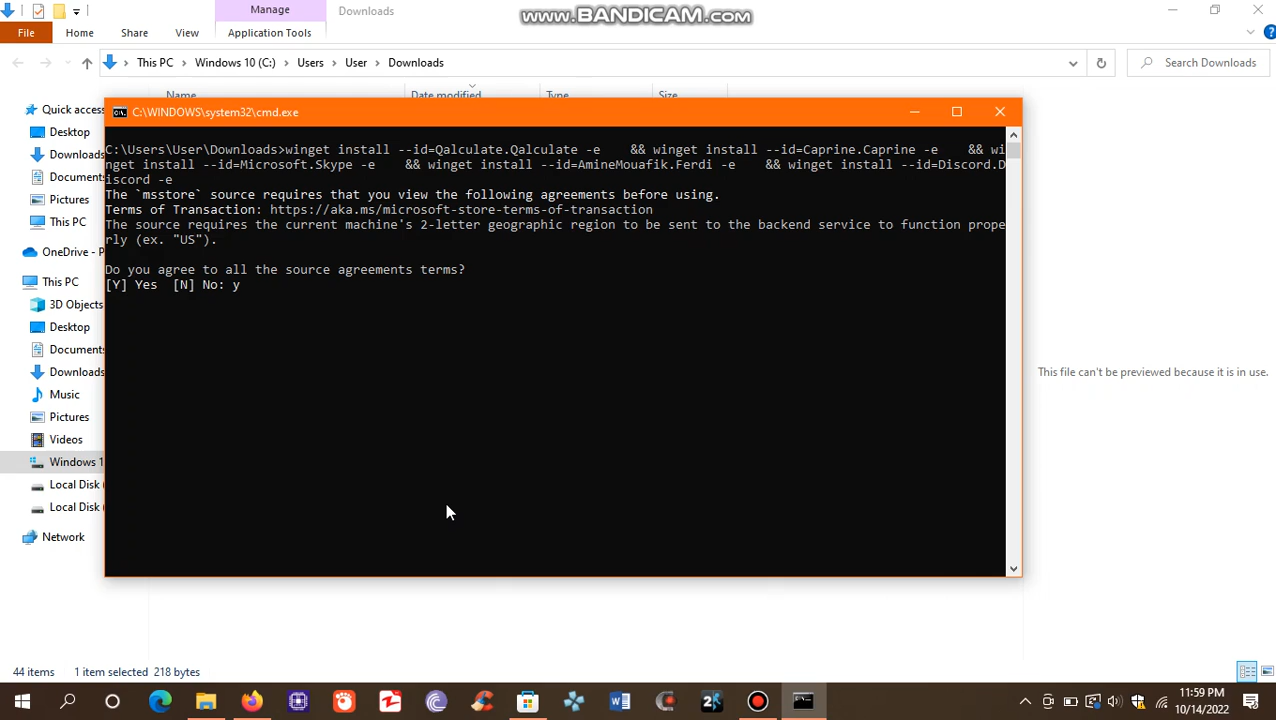 Manage
Downloads
www.BANDICAM.com
File
Home
Share
View
Application Tools
This PC
Windows 10 (C:)
Users
User
Downloads
Search Downloads
Name
Date modified
Type
Size
Quick access
Desktop
Downloads
Document
Pictures
This PC
OneDrive - P
This PC
3D Objects
Desktop
Document
Downloads
Music
Pictures
Videos
Windows 1
Local Disk (
Local Disk (
Network
C:\WINDOWS\system32\cmd.exe
C:\Users\User\Downloads>winget install --id=Qalculate.Qalculate -e    && winget install --id=Caprine.Caprine -e    && wi
nget install --id=Microsoft.Skype -e    && winget install --id=AmineMouafik.Ferdi -e    && winget install --id=Discord.D
iscord -e
The `msstore` source requires that you view the following agreements before using.
Terms of Transaction: https://aka.ms/microsoft-store-terms-of-transaction
The source requires the current machine's 2-letter geographic region to be sent to the backend service to function prope
rly (ex. "US").
Do you agree to all the source agreements terms?
[Y] Yes  [N] No: y
This file can't be previewed because it is in use.
44 items
1 item selected
218 bytes
11:59 PM
10/14/2022